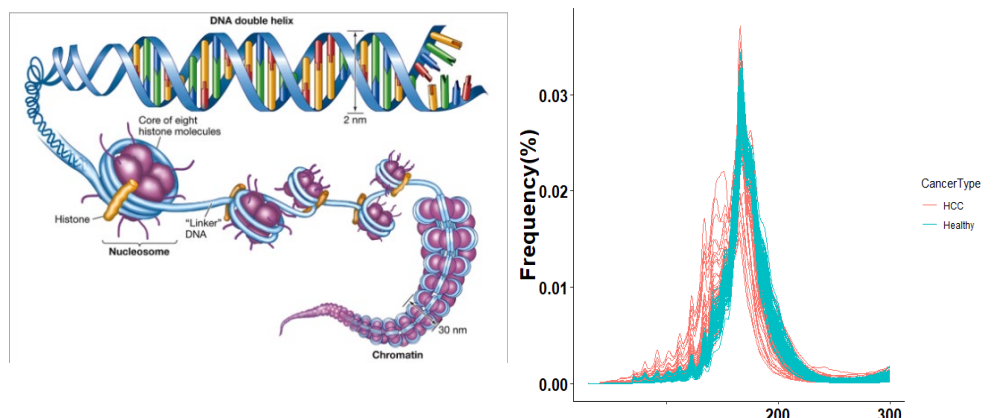 DNA double helix
2 nm
Core of eight
histone molecules
Histone
"Linker"
DNA
Nucleosome
30 nm
Chromatin
Frequency(%)
0.03
0.02
0.01
0.00
200
300
CancerType
HCC
Healthy